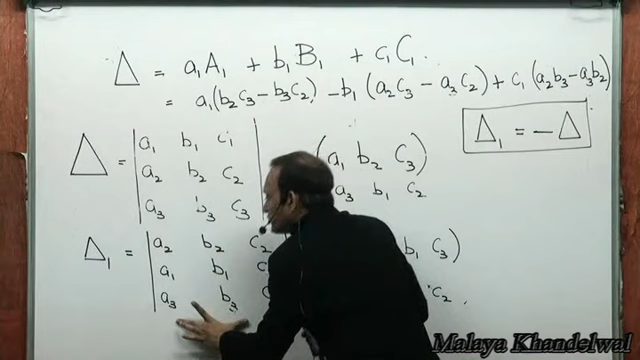 Δ = a₁A₁ + b₁B₁ + c₁C₁.
= a₁(b₂c₃ - b₃c₂) - b₁(a₂c₃ - a₃c₂) + c₁(a₂b₃ - a₃b₂)
Δ₁ = -Δ
Δ = | a₁ b₁ c₁ | (a₁ b₂ c₃)
a₂ b₂ c₂ a₃ b₁ c₂
a₃ b₃ c₃
Δ₁ = | a₂ b₂ c₂ b₁ c₃)
a₁ b₁
a₃ b₃ c₂
Malaya Khandelwal